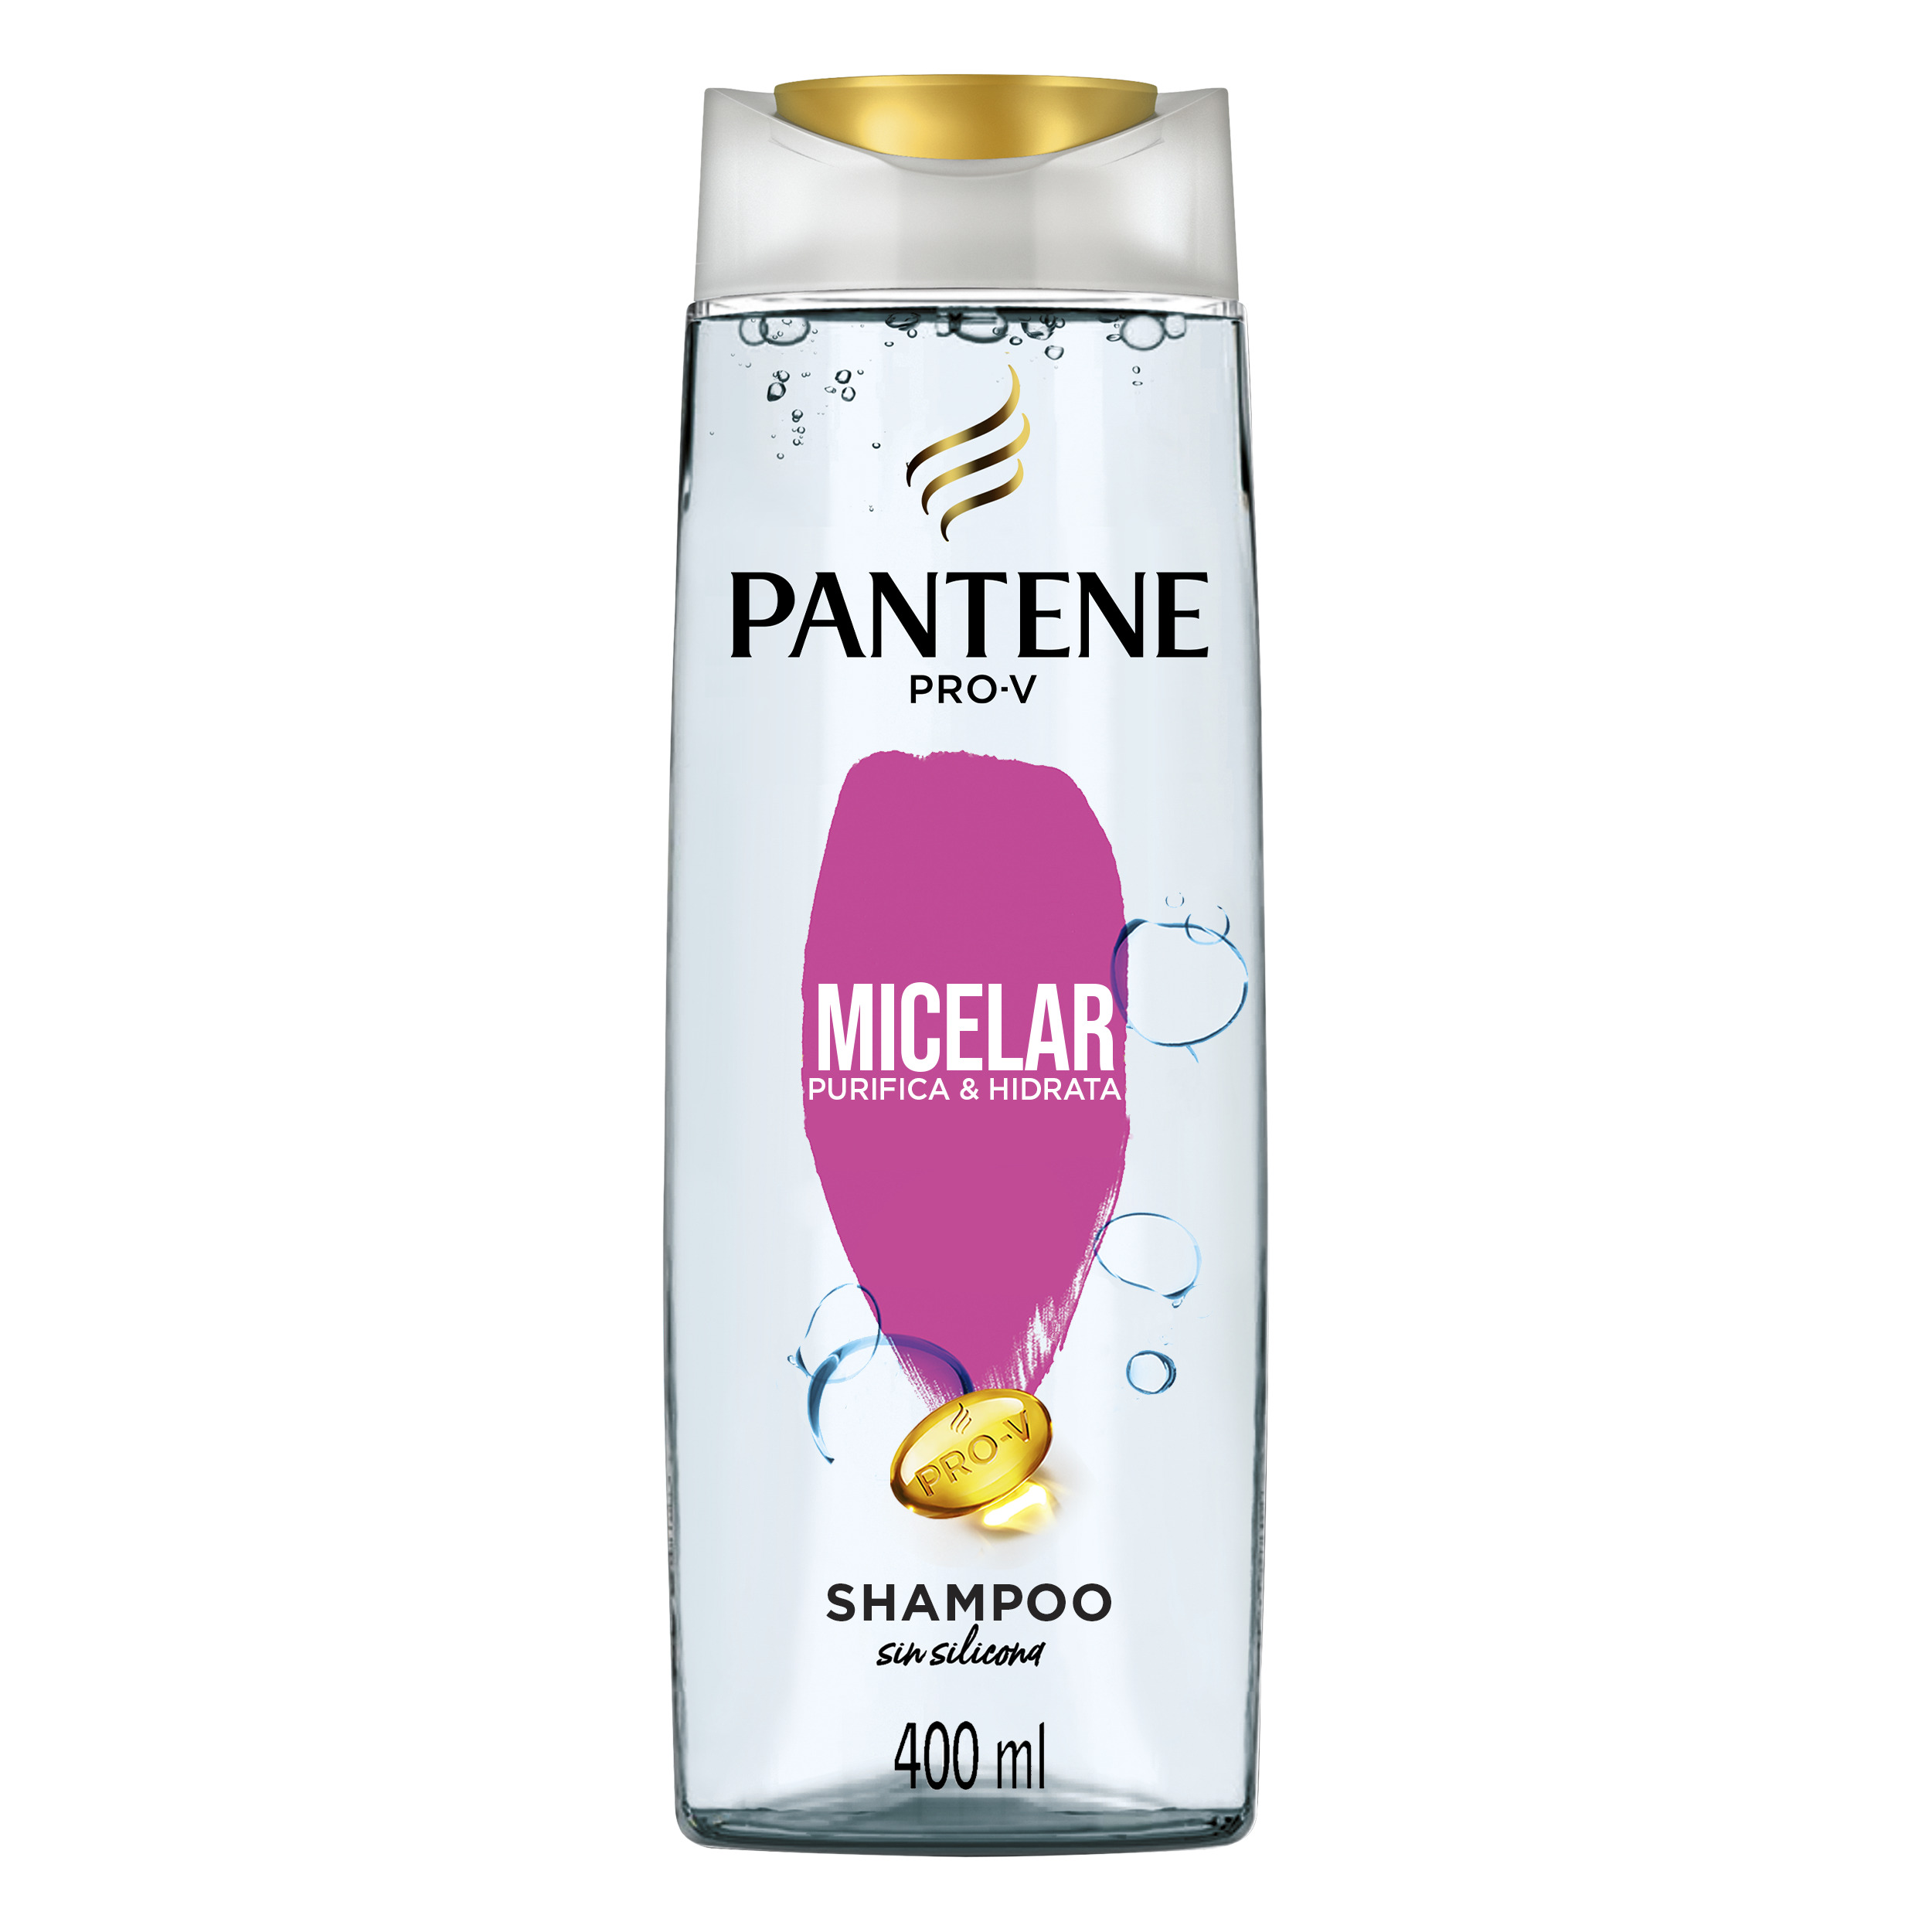 PANTENE
PRO-V
MICELAR
PURIFICA & HIDRATA
PRO-V
SHAMPOO
sin silicona
400 ml